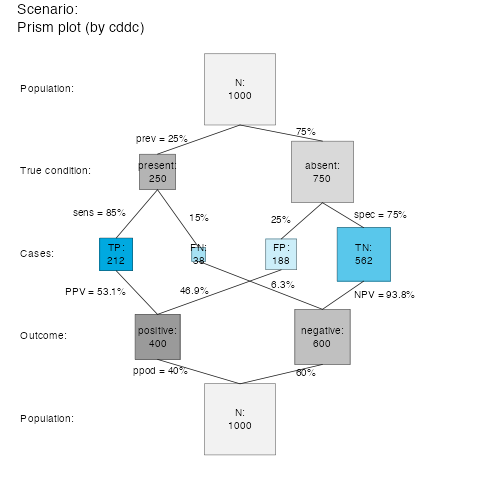 Scenario:
Prism plot (by cddc)
Population:
N:
1000
prev = 25%
75%
True condition:
present:
250
absent:
750
sens = 85%
15%
25%
spec = 75%
Cases:
TP:
212
FN:
38
FP:
188
TN:
562
PPV = 53.1%
46.9%
6.3%
NPV = 93.8%
Outcome:
positive:
400
negative:
600
ppod = 40%
60%
Population:
N:
1000